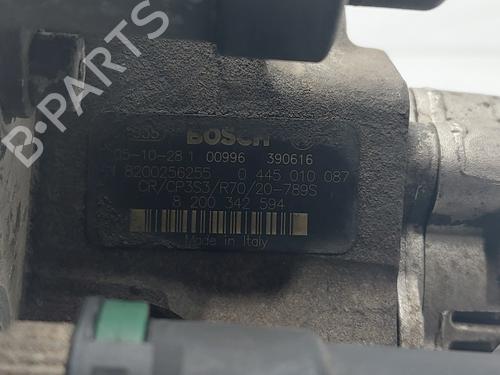 B-PARTS
BOSCH
05-10-28 1 00996 390616
H 8200256255 0 445 010 087
CR/CP3S3/R70/20-789S
8 200 342 594
Made in Italy